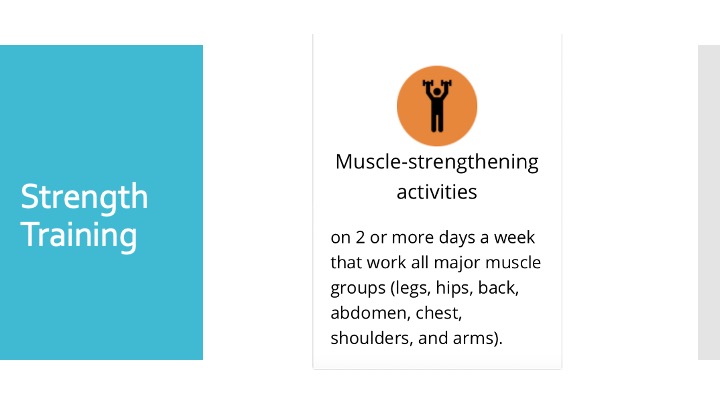 Strength
Training
Muscle-strengthening
activities
on 2 or more days a week
that work all major muscle
groups (legs, hips, back,
abdomen, chest,
shoulders, and arms).